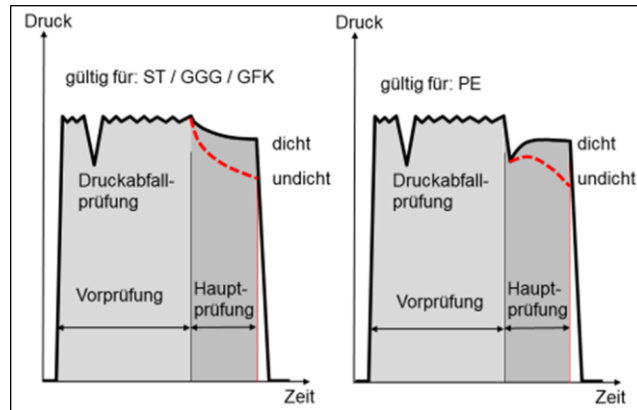 Druck
gültig für: ST / GGG / GFK
dicht
undicht
Druckabfall-
prüfung
Vorprüfung
Haupt-
prüfung
Zeit
Druck
gültig für: PE
dicht
undicht
Druckabfall-
prüfung
Vorprüfung
Haupt-
prüfung
Zeit